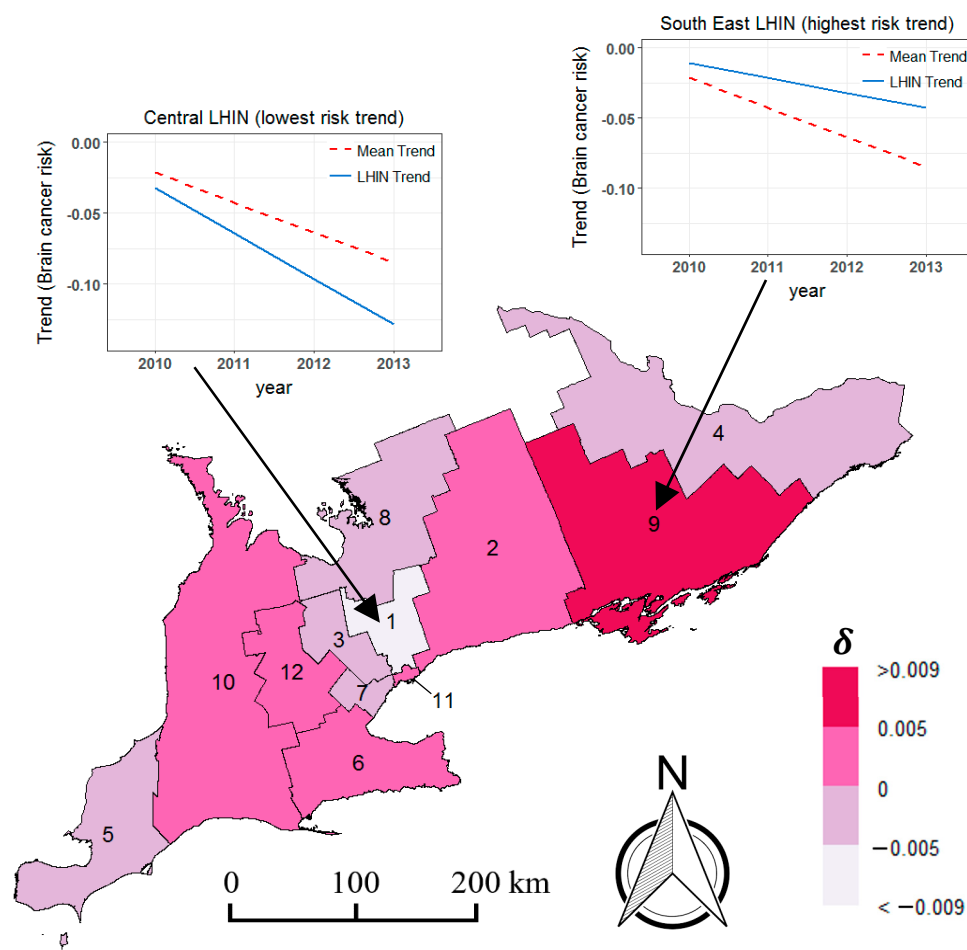 South East LHIN (highest risk trend)
Trend (Brain cancer risk)
0.00
-0.05
-0.10
Mean Trend
LHIN Trend
2010 2011 2012 2013
year
Central LHIN (lowest risk trend)
Trend (Brain cancer risk)
0.00
-0.05
-0.10
Mean Trend
LHIN Trend
2010 2011 2012 2013
year
4
8
9
2
1
3
12
10
7
11
6
5
δ
>0.009
0.005
0
−0.005
< −0.009
N
0 100 200 km